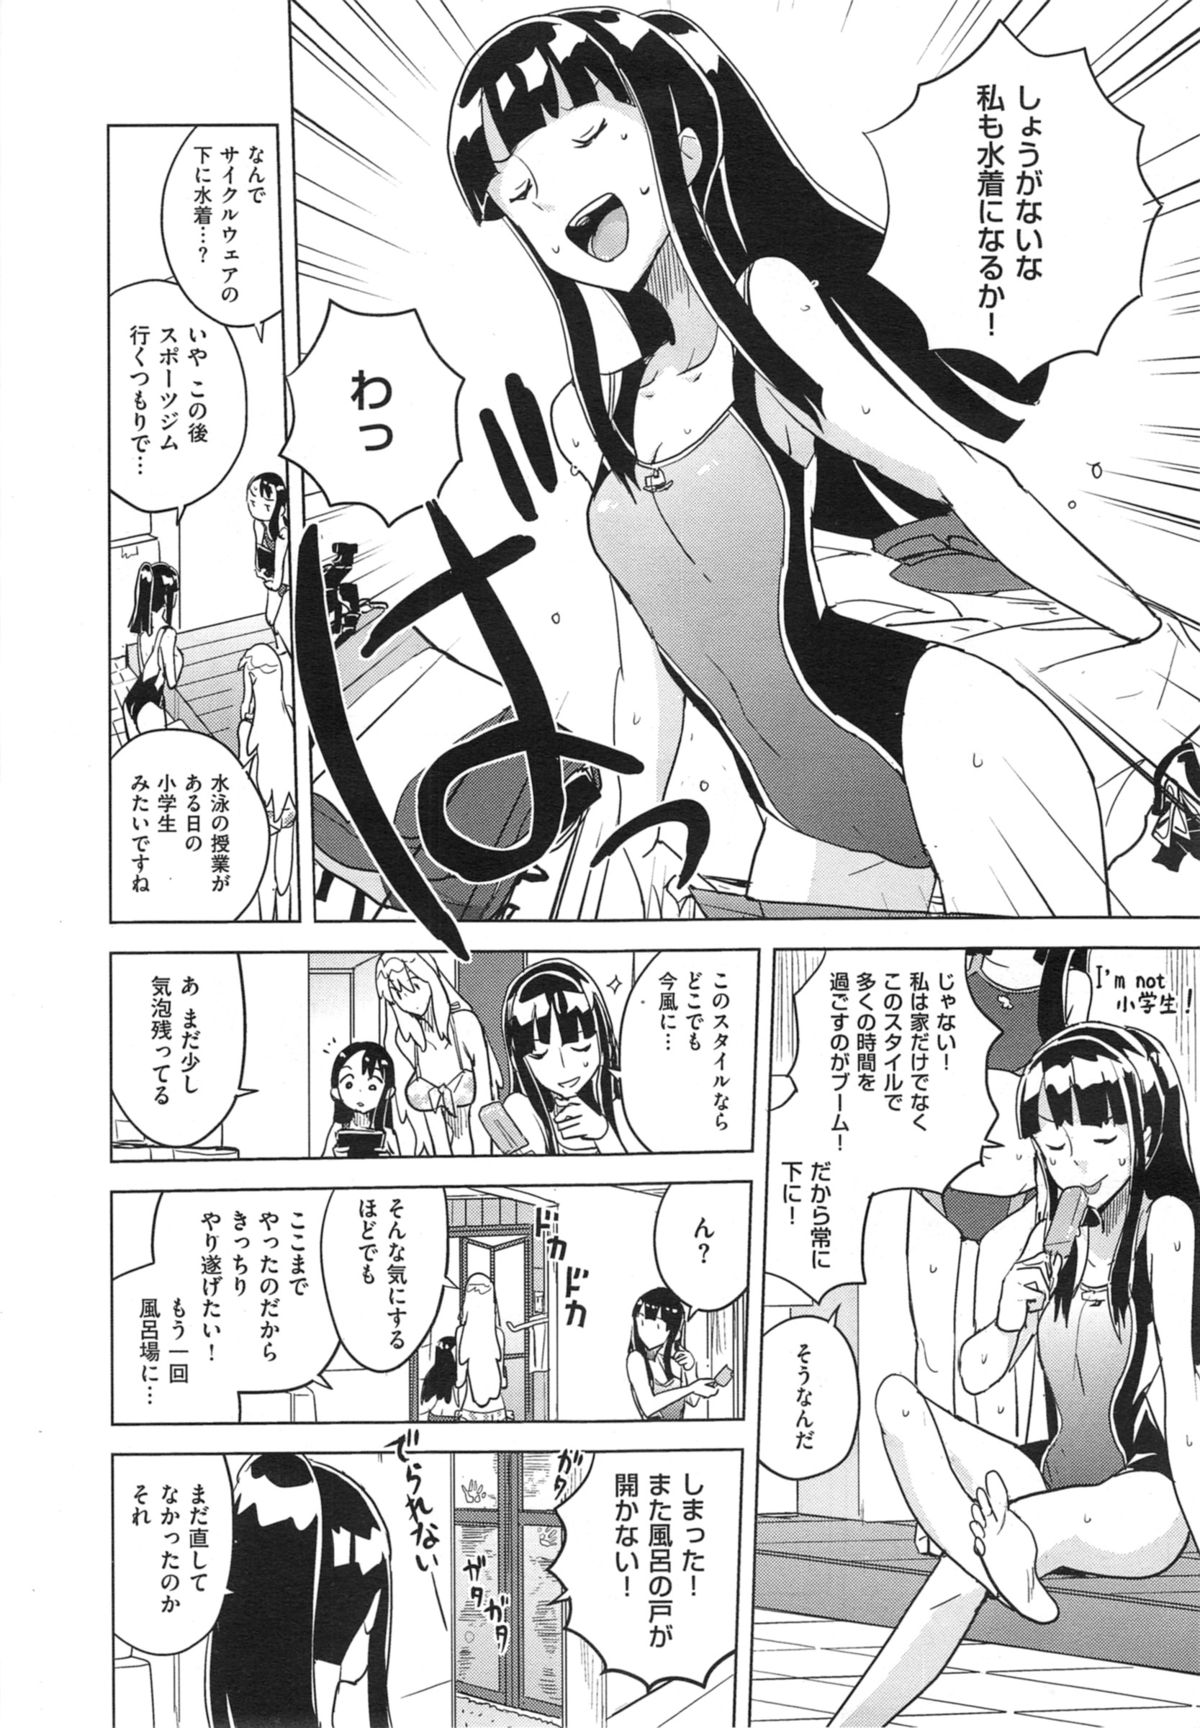 しょうがないな
私も水着になるか！
ばっ
わっ
なんで
サイクルウェアの
下に水着…？
いや この後
スポーツジム
行くつもりで…
水泳の授業が
ある日の
小学生
みたいですね
I'm not
小学生！
じゃない！
私は家だけでなく
このスタイルで
多くの時間を
過ごすのがブーム！
だから常に
下に！
そうなんだ
このスタイルなら
どこでも
今風に…
あ まだ少し
気泡残ってる
ん？
ドカドカ
ドカ
そんな気にする
ほどでも
ここまで
やったのだから
きっちり
やり遂げたい！
もう一回
風呂場に…
しまった！
また風呂の戸が
開かない！
ガタガタ
ガタガタ
でられない
まだ直して
なかったのか
それ